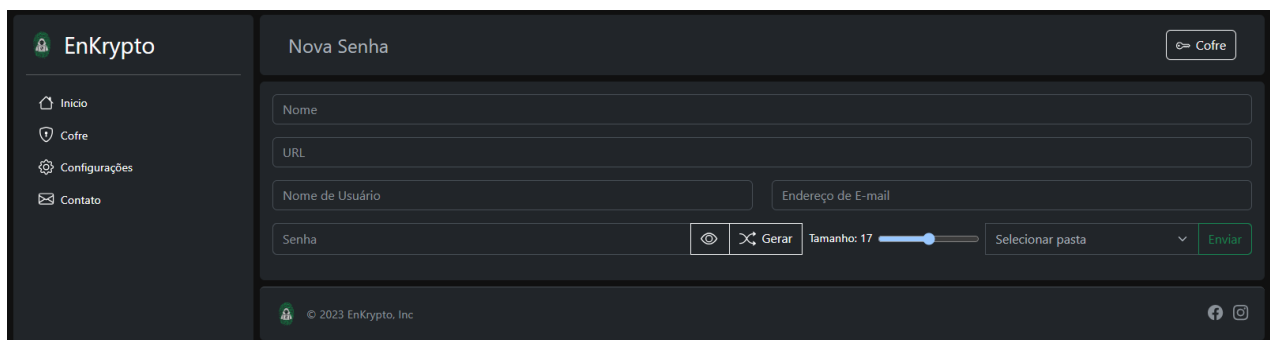 EnKrypto
Inicio
Cofre
Configurações
Contato
Nova Senha
Cofre
Nome
URL
Nome de Usuário
Endereço de E-mail
Senha
Gerar
Tamanho: 17
Selecionar pasta
Enviar
© 2023 EnKrypto, Inc